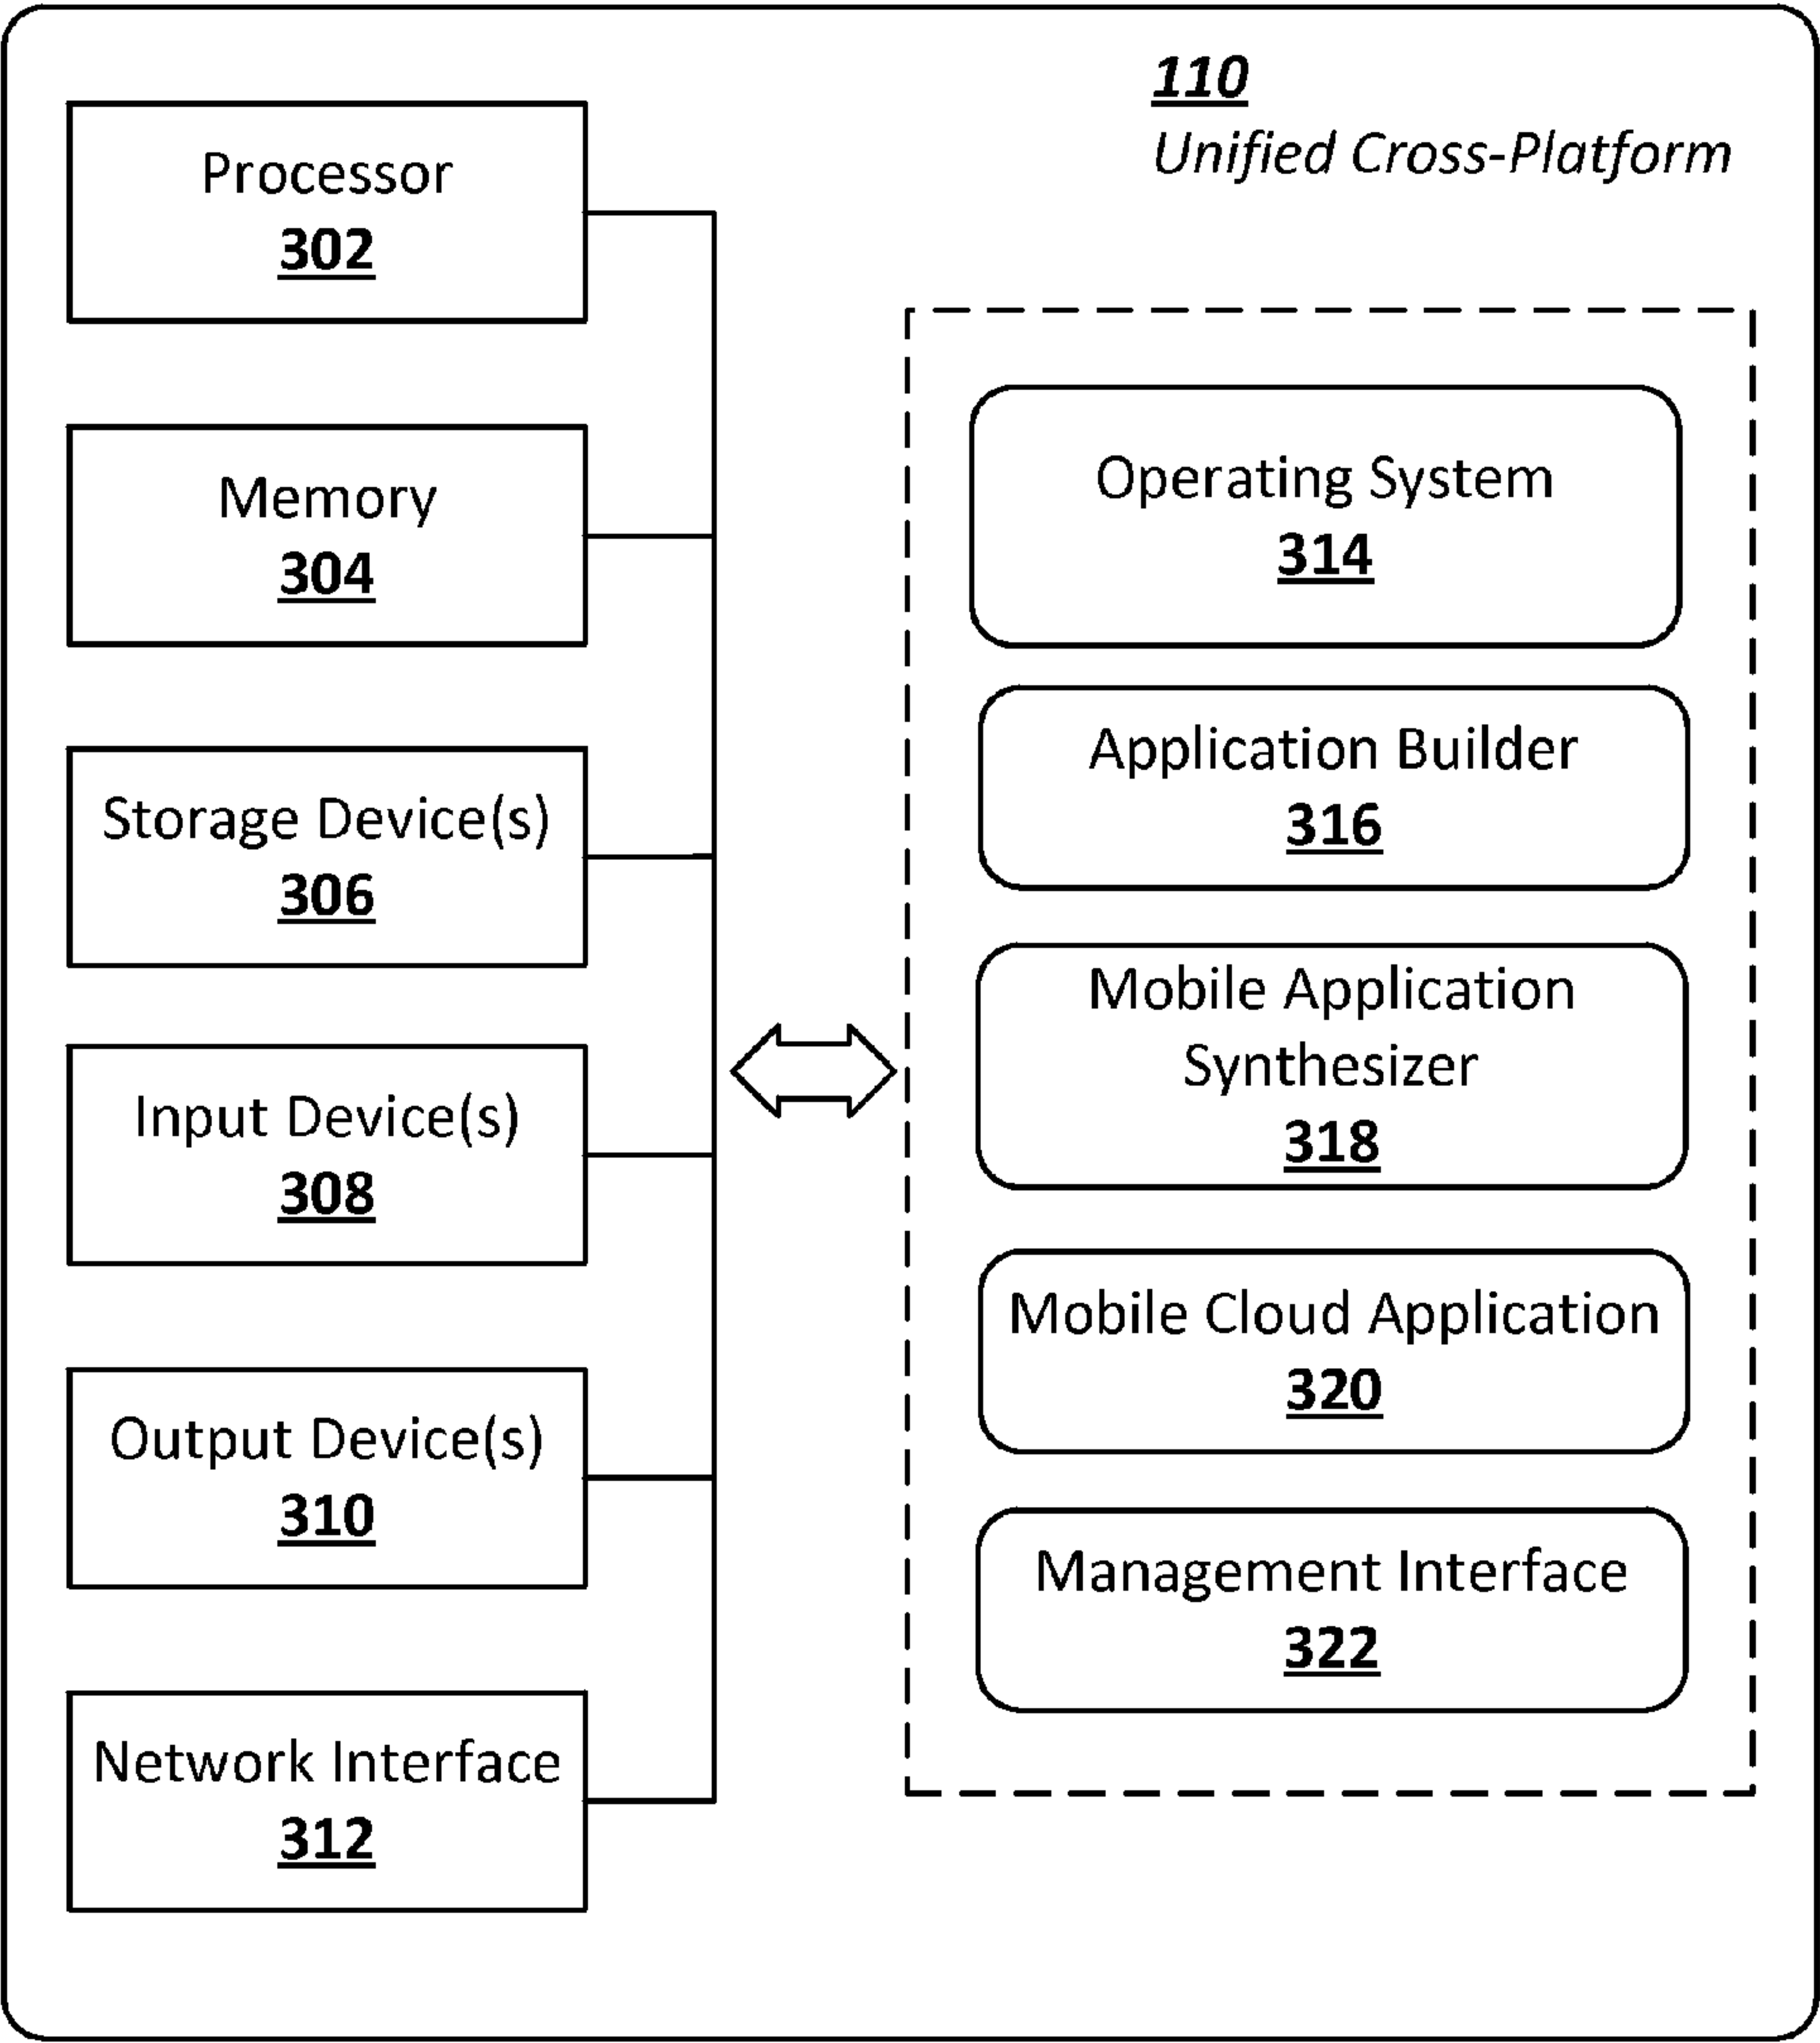 110
Unified Cross-Platform
Processor
302
Memory
304
Storage Device(s)
306
Input Device(s)
308
Output Device(s)
310
Network Interface
312
Operating System
314
Application Builder
316
Mobile Application
Synthesizer
318
Mobile Cloud Application
320
Management Interface
322